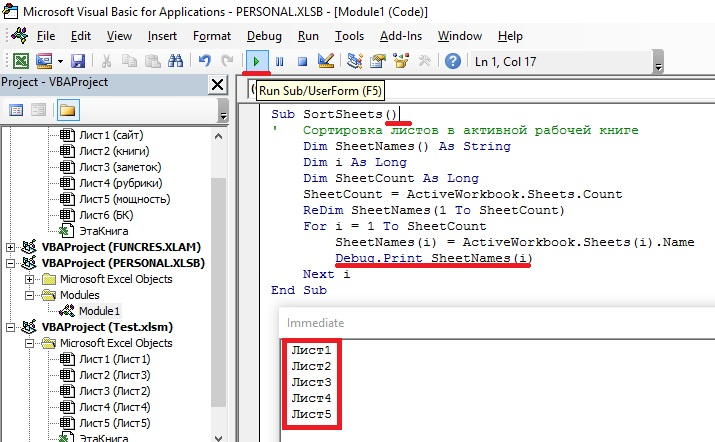 Microsoft Visual Basic for Applications - PERSONAL.XLSB - [Module1 (Code)]
File Edit View Insert Format Debug Run Tools Add-Ins Window Help
Ln 1, Col 17
Project - VBAProject
Run Sub/UserForm (F5)
Лист1 (сайт)
Лист2 (книги)
Лист3 (заметок)
Лист4 (рубрики)
Лист5 (мощность)
Лист6 (БК)
ЭтаКнига
VBAProject (FUNCRES.XLAM)
VBAProject (PERSONAL.XLSB)
Microsoft Excel Objects
Modules
Module1
VBAProject (Test.xlsm)
Microsoft Excel Objects
Лист1 (Лист1)
Лист2 (Лист3)
Лист3 (Лист2)
Лист4 (Лист4)
Лист5 (Лист5)
ЭтаКнига
Sub SortSheets()
' Сортировка листов в активной рабочей книге
Dim SheetNames() As String
Dim i As Long
Dim SheetCount As Long
SheetCount = ActiveWorkbook.Sheets.Count
ReDim SheetNames(1 To SheetCount)
For i = 1 To SheetCount
SheetNames(i) = ActiveWorkbook.Sheets(i).Name
Debug.Print SheetNames(i)
Next i
End Sub
Immediate
Лист1
Лист2
Лист3
Лист4
Лист5